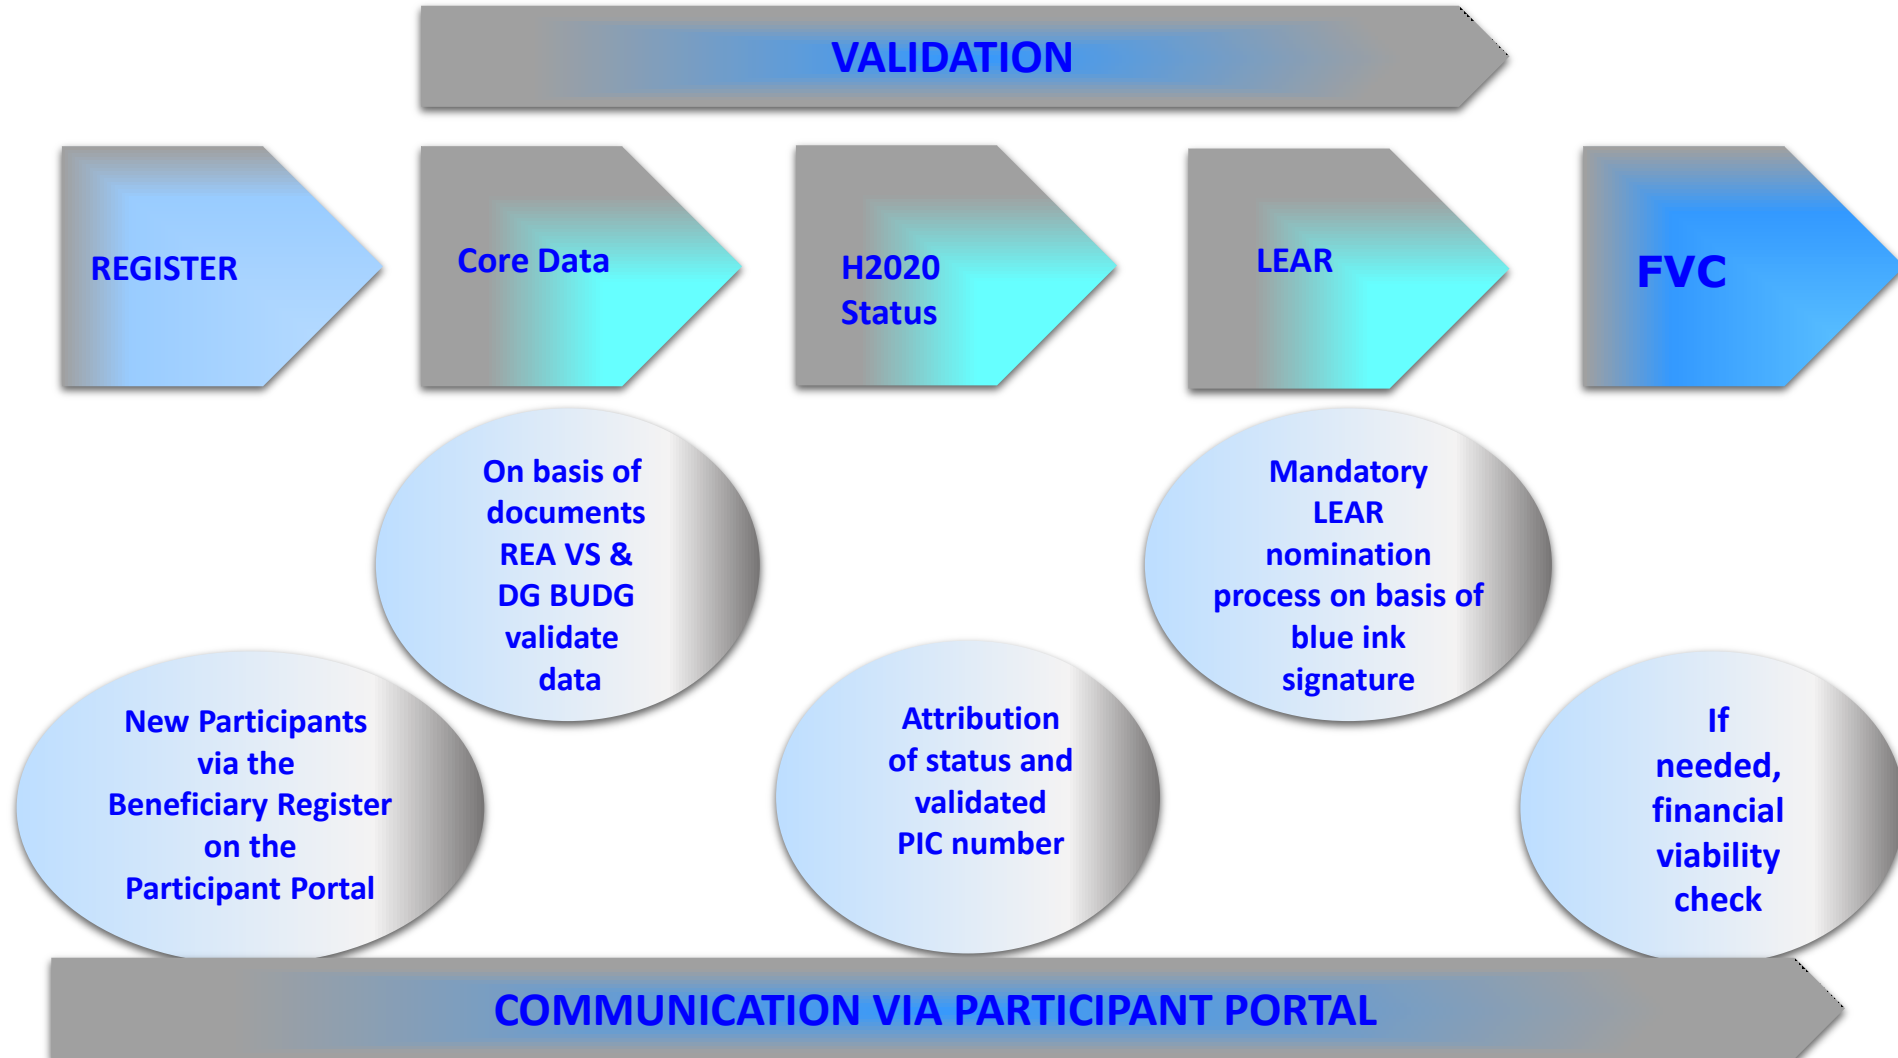 VALIDATION
REGISTER
Core Data
H2020
Status
LEAR
FVC
On basis of
documents
REA VS &
DG BUDG
validate
data
Mandatory
LEAR
nomination
process on basis of
blue ink
signature
New Participants
via the
Beneficiary Register
on the
Participant Portal
Attribution
of status and
validated
PIC number
If
needed,
financial
viability
check
COMMUNICATION VIA PARTICIPANT PORTAL